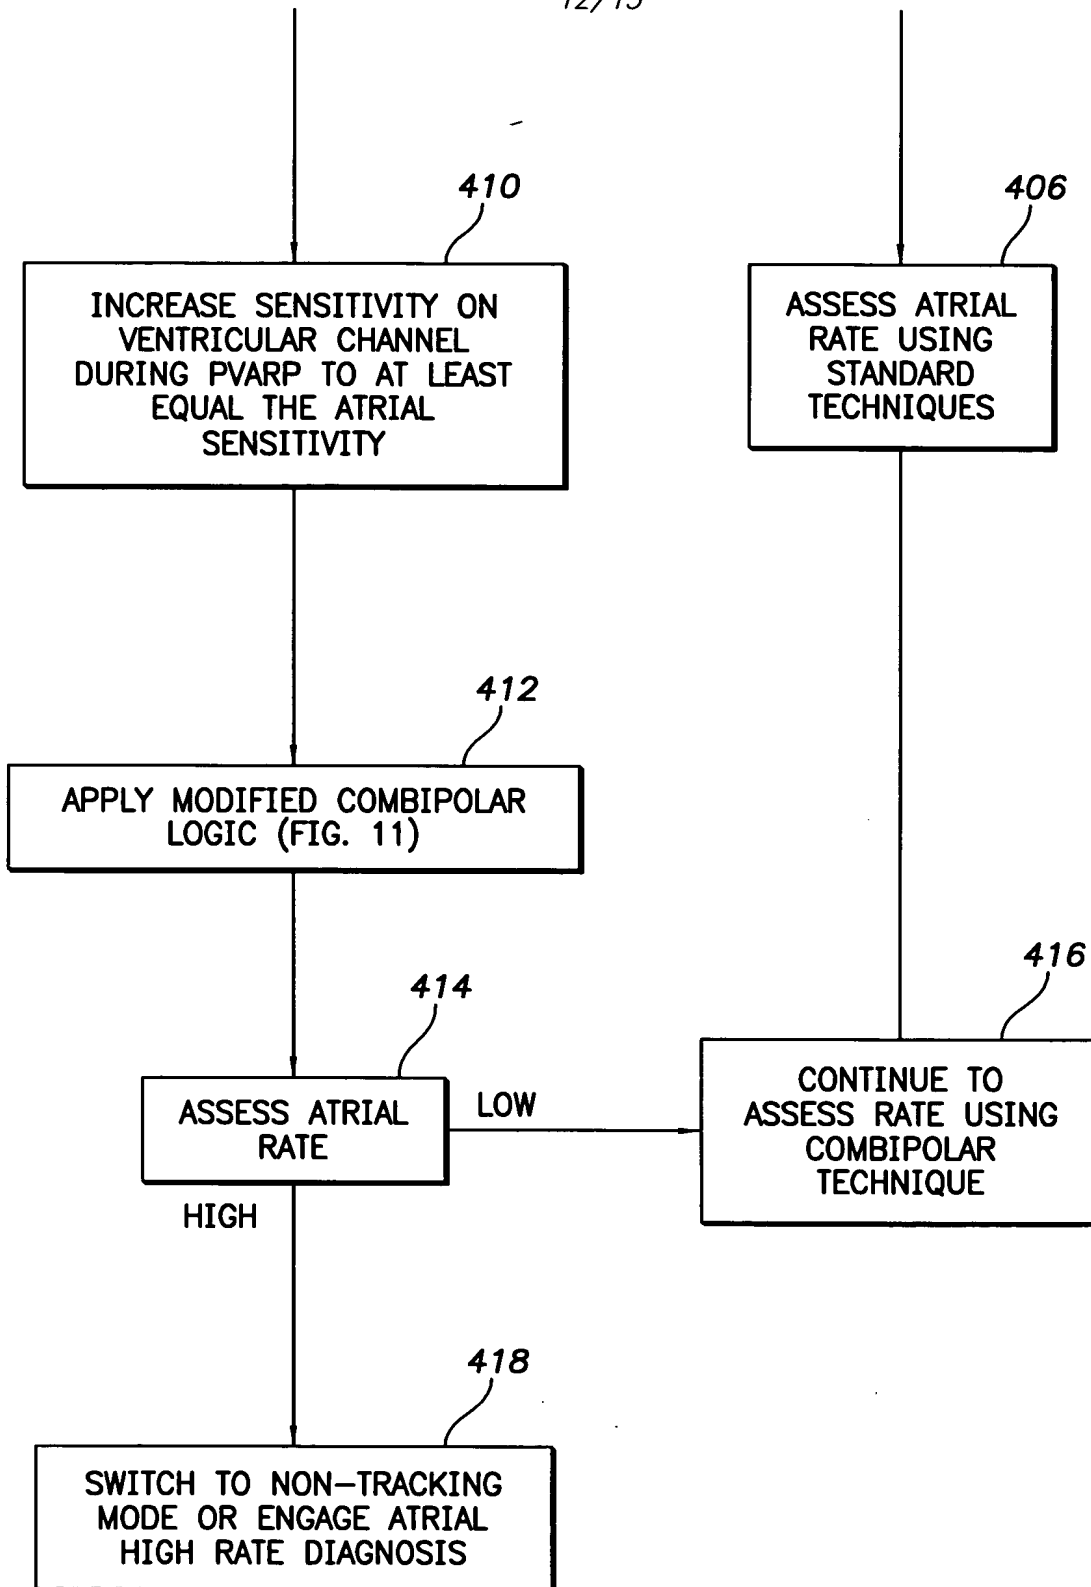 12/15
410
INCREASE SENSITIVITY ON
VENTRICULAR CHANNEL
DURING PVARP TO AT LEAST
EQUAL THE ATRIAL
SENSITIVITY
406
ASSESS ATRIAL
RATE USING
STANDARD
TECHNIQUES
412
APPLY MODIFIED COMBIPOLAR
LOGIC (FIG. 11)
414
ASSESS ATRIAL
RATE
LOW
HIGH
416
CONTINUE TO
ASSESS RATE USING
COMBIPOLAR
TECHNIQUE
418
SWITCH TO NON-TRACKING
MODE OR ENGAGE ATRIAL
HIGH RATE DIAGNOSIS